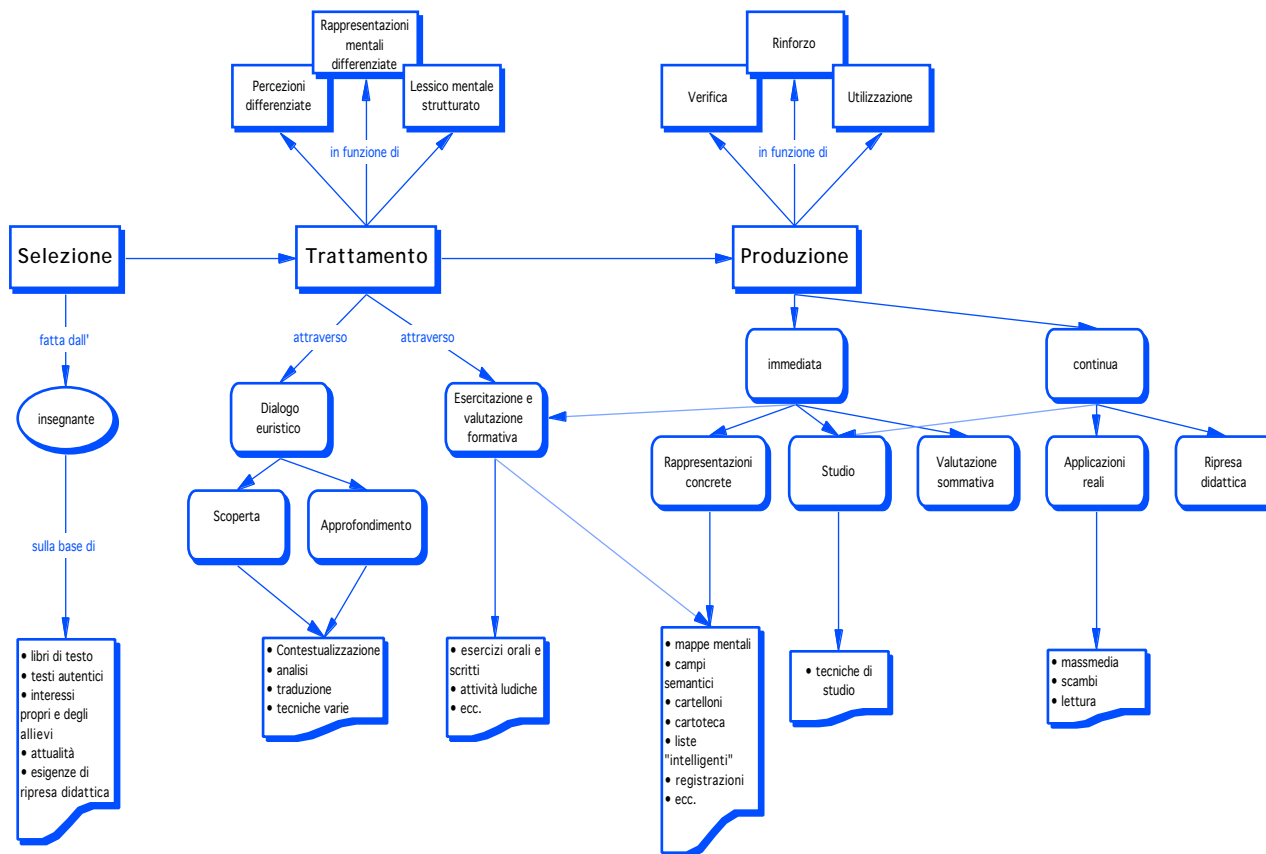 Rappresentazioni
mentali
differenziate
Percezioni
differenziate
Lessico mentale
strutturato
in funzione di
Rinforzo
Verifica
Utilizzazione
in funzione di
Selezione
Trattamento
Produzione
fatta dall'
attraverso
attraverso
insegnante
Dialogo
euristico
Esercitazione e
valutazione
formativa
immediata
continua
Scoperta
Approfondimento
Rappresentazioni
concrete
Studio
Valutazione
sommativa
Applicazioni
reali
Ripresa
didattica
sulla base di
• libri di testo
• testi autentici
• interessi
propri e degli
allievi
• attualità
• esigenze di
ripresa didattica
• Contestualizzazione
• analisi
• traduzione
• tecniche varie
• esercizi orali e
scritti
• attività ludiche
• ecc.
• mappe mentali
• campi
semantici
• cartelloni
• cartoteca
• liste
"intelligenti"
• registrazioni
• ecc.
• tecniche di
studio
• massmedia
• scambi
• lettura